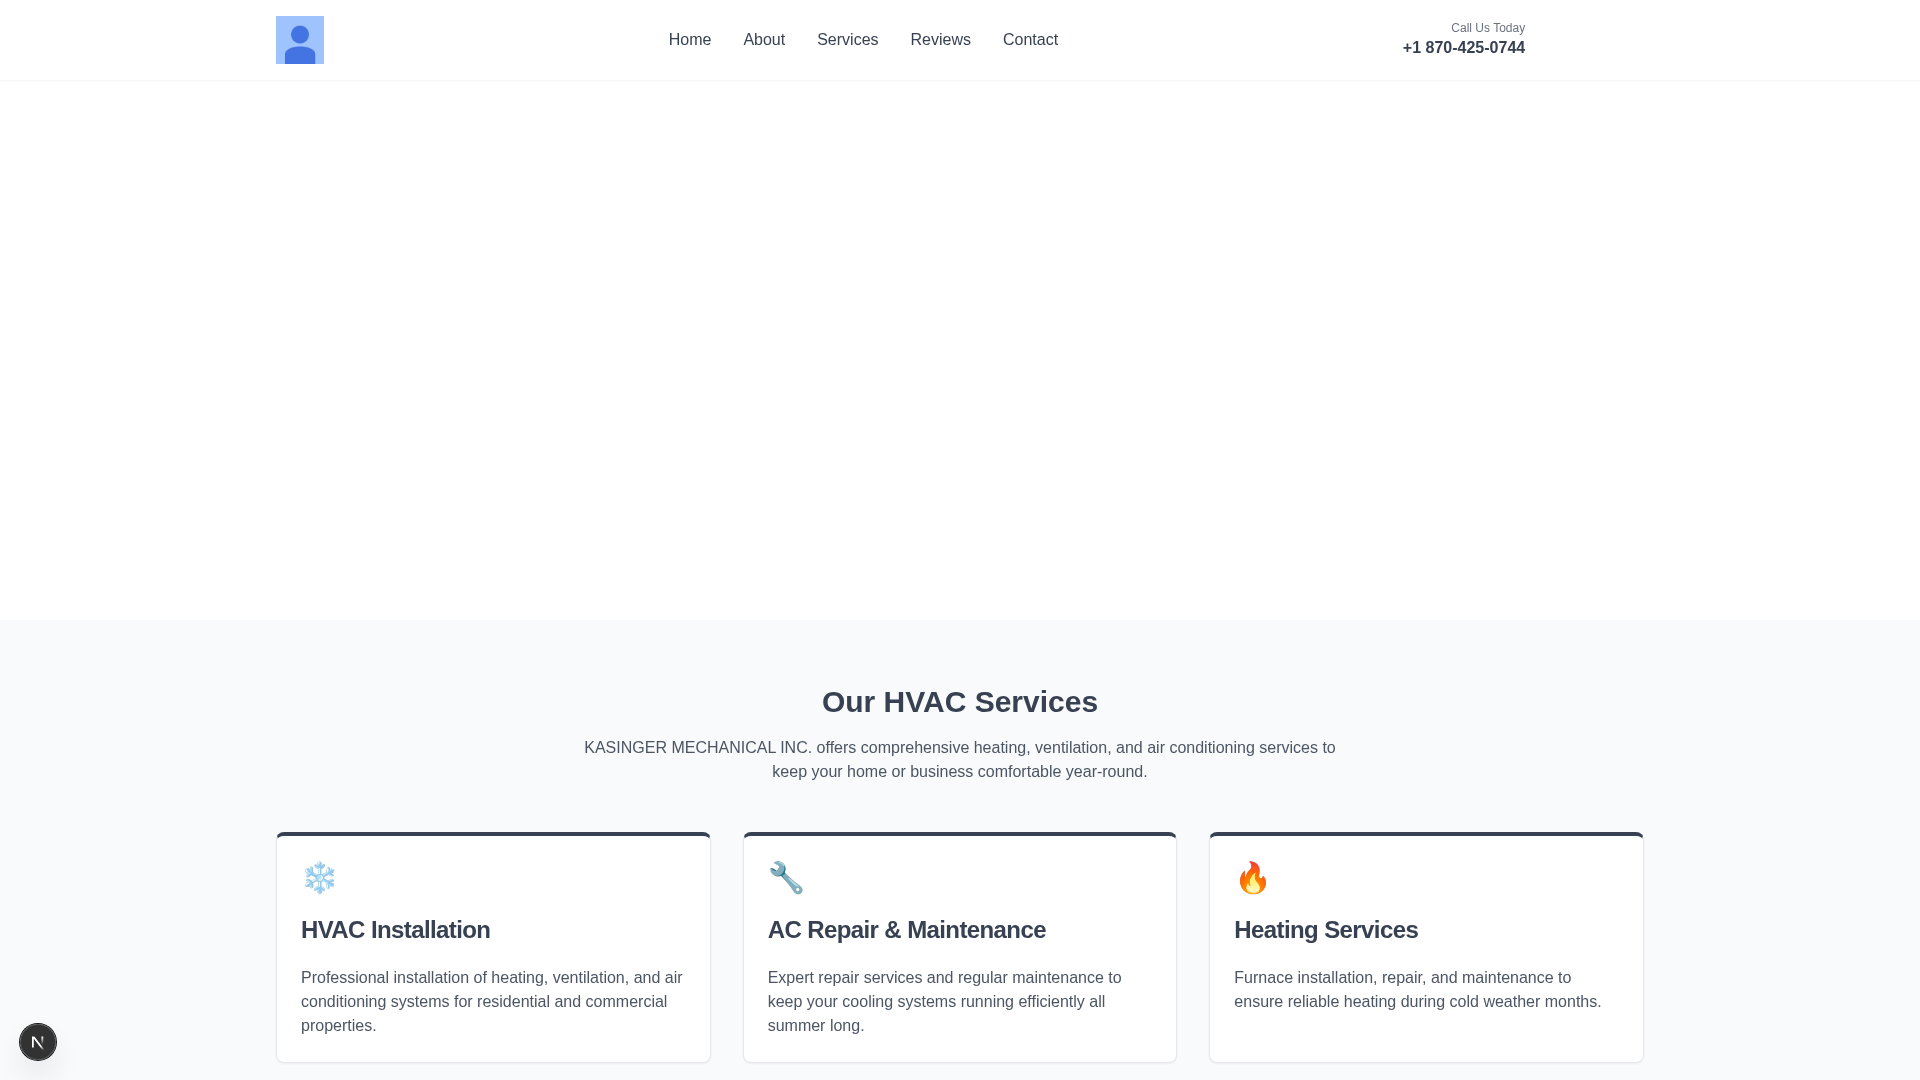 Home
About
Services
Reviews
Contact
Call Us Today
+1 870-425-0744
Our HVAC Services
KASINGER MECHANICAL INC. offers comprehensive heating, ventilation, and air conditioning services to
keep your home or business comfortable year-round.
HVAC Installation
Professional installation of heating, ventilation, and air
conditioning systems for residential and commercial
properties.
AC Repair & Maintenance
Expert repair services and regular maintenance to
keep your cooling systems running efficiently all
summer long.
Heating Services
Furnace installation, repair, and maintenance to
ensure reliable heating during cold weather months.
N